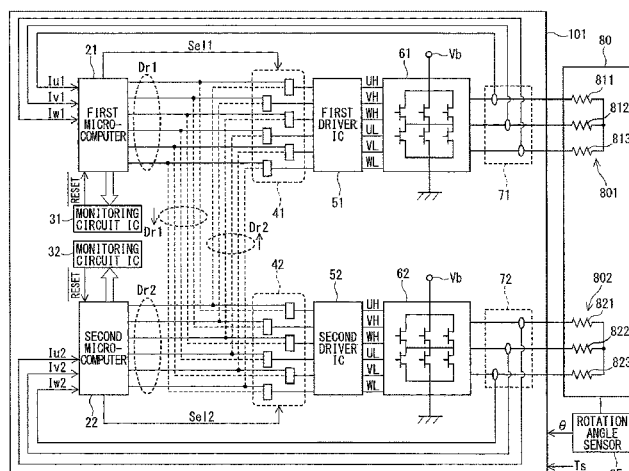 101
80
21
Sel1
61
Vb
Iu1
Iv1
Iw1
Dr1
FIRST
MICRO-
COMPUTER
UH
VH
WH
UL
VL
WL
FIRST
DRIVER
IC
811
812
813
801
RESET
31
MONITORING
CIRCUIT IC
32
MONITORING
CIRCUIT IC
RESET
Dr1
Dr2
41
51
71
42
52
62
Vb
72
802
Dr2
SECOND
MICRO-
COMPUTER
Iu2
Iv2
Iw2
UH
VH
WH
UL
VL
WL
SECOND
DRIVER
IC
821
822
823
22
Sel2
θ
ROTATION
ANGLE
SENSOR
Ts